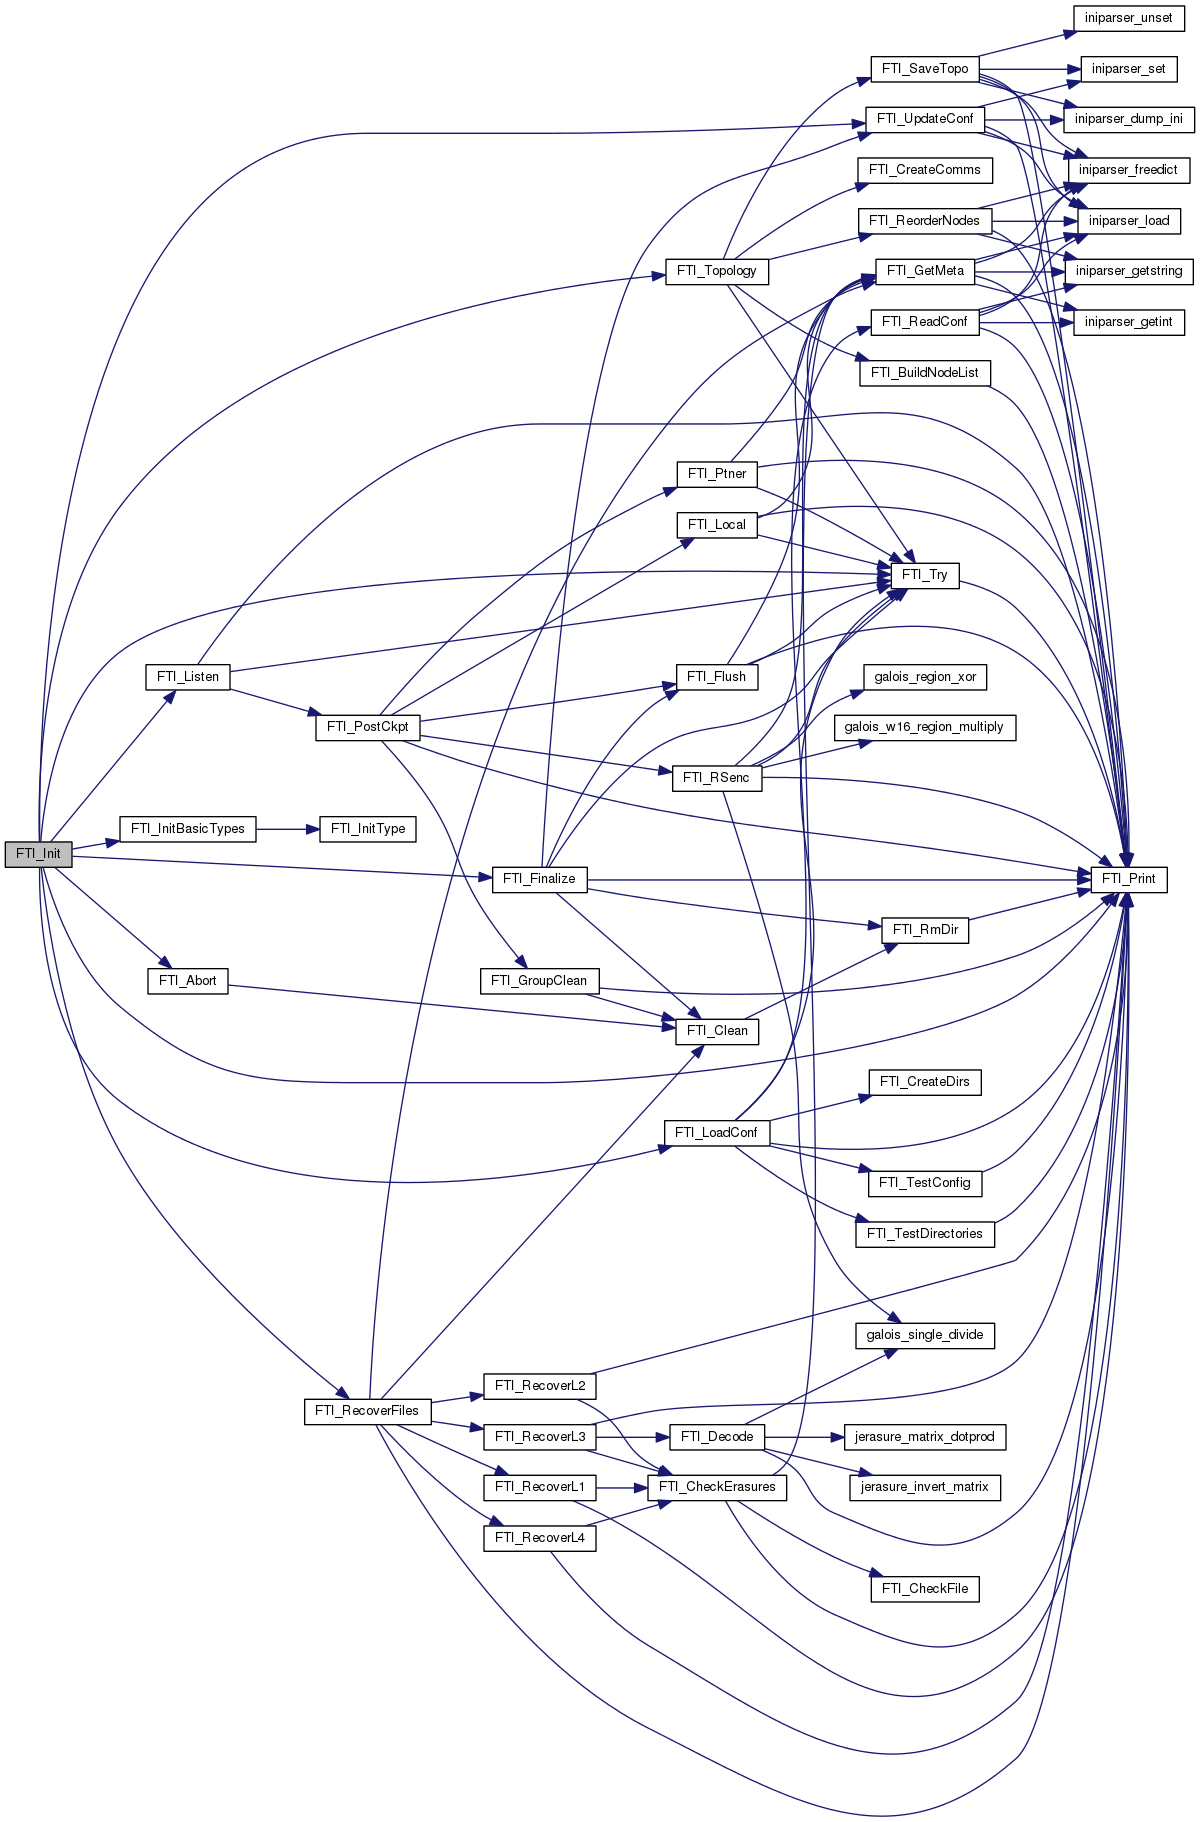 iniparser_unset
FTI_SaveTopo
iniparser_set
FTI_UpdateConf
iniparser_dump_ini
FTI_CreateComms
iniparser_freedict
FTI_ReorderNodes
iniparser_load
FTI_Topology
FTI_GetMeta
iniparser_getstring
FTI_ReadConf
iniparser_getint
FTI_BuildNodeList
FTI_Ptner
FTI_Local
FTI_Try
FTI_Listen
FTI_Flush
galois_region_xor
FTI_PostCkpt
galois_w16_region_multiply
FTI_RSenc
FTI_InitBasicTypes
FTI_InitType
FTI_Init
FTI_Finalize
FTI_Print
FTI_RmDir
FTI_Abort
FTI_GroupClean
FTI_Clean
FTI_CreateDirs
FTI_LoadConf
FTI_TestConfig
FTI_TestDirectories
galois_single_divide
FTI_RecoverL2
FTI_RecoverFiles
FTI_RecoverL3
FTI_Decode
jerasure_matrix_dotprod
FTI_RecoverL1
FTI_CheckErasures
jerasure_invert_matrix
FTI_RecoverL4
FTI_CheckFile